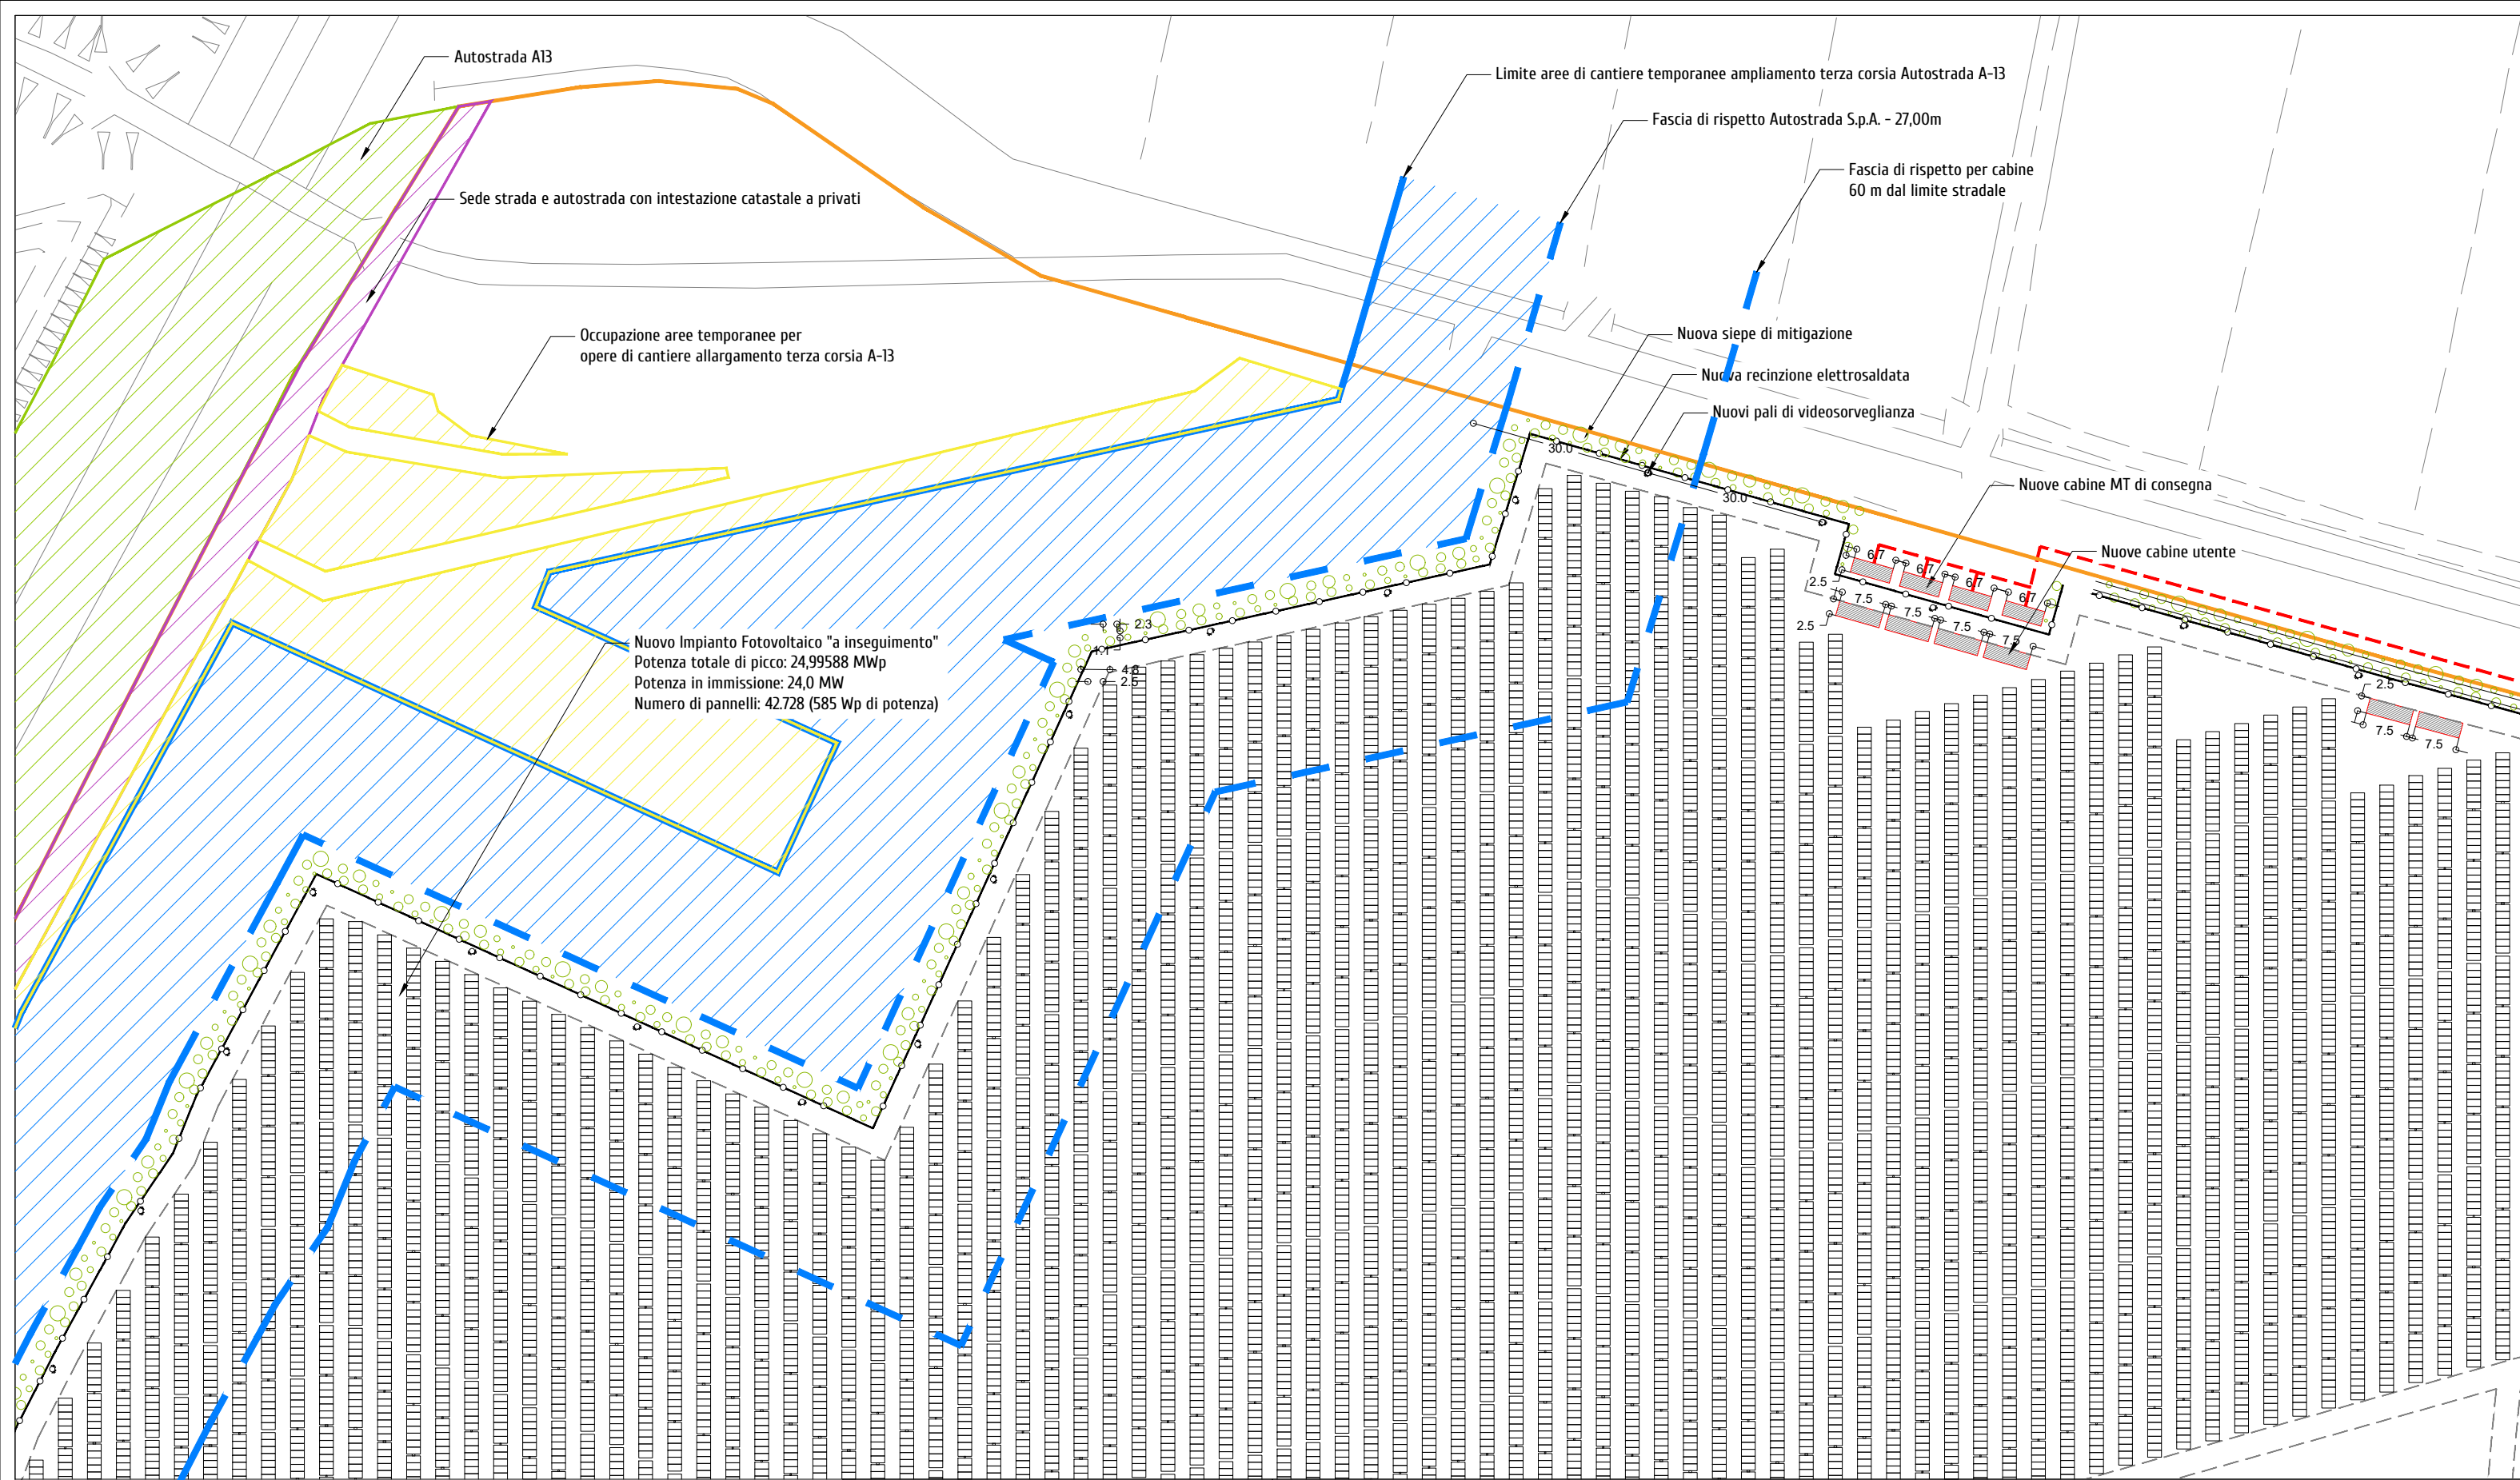 Autostrada A13
Limite aree di cantiere temporanee ampliamento terza corsia Autostrada A-13
Fascia di rispetto Autostrada S.p.A. - 27,00m
Fascia di rispetto per cabine
60 m dal limite stradale
Sede strada e autostrada con intestazione catastale a privati
Occupazione aree temporanee per
opere di cantiere allargamento terza corsia A-13
Nuova siepe di mitigazione
Nuova recinzione elettrosaldata
Nuovi pali di videosorveglianza
30.0
30.0
Nuove cabine MT di consegna
Nuove cabine utente
6.7
6.7
6.7
6.7
2.5
7.5
7.5
7.5
7.5
2.5
2.3
4.8
2.5
Nuovo Impianto Fotovoltaico "a inseguimento"
Potenza totale di picco: 24,99588 MWp
Potenza in immissione: 24,0 MW
Numero di pannelli: 42.728 (585 Wp di potenza)
2.5
7.5
7.5